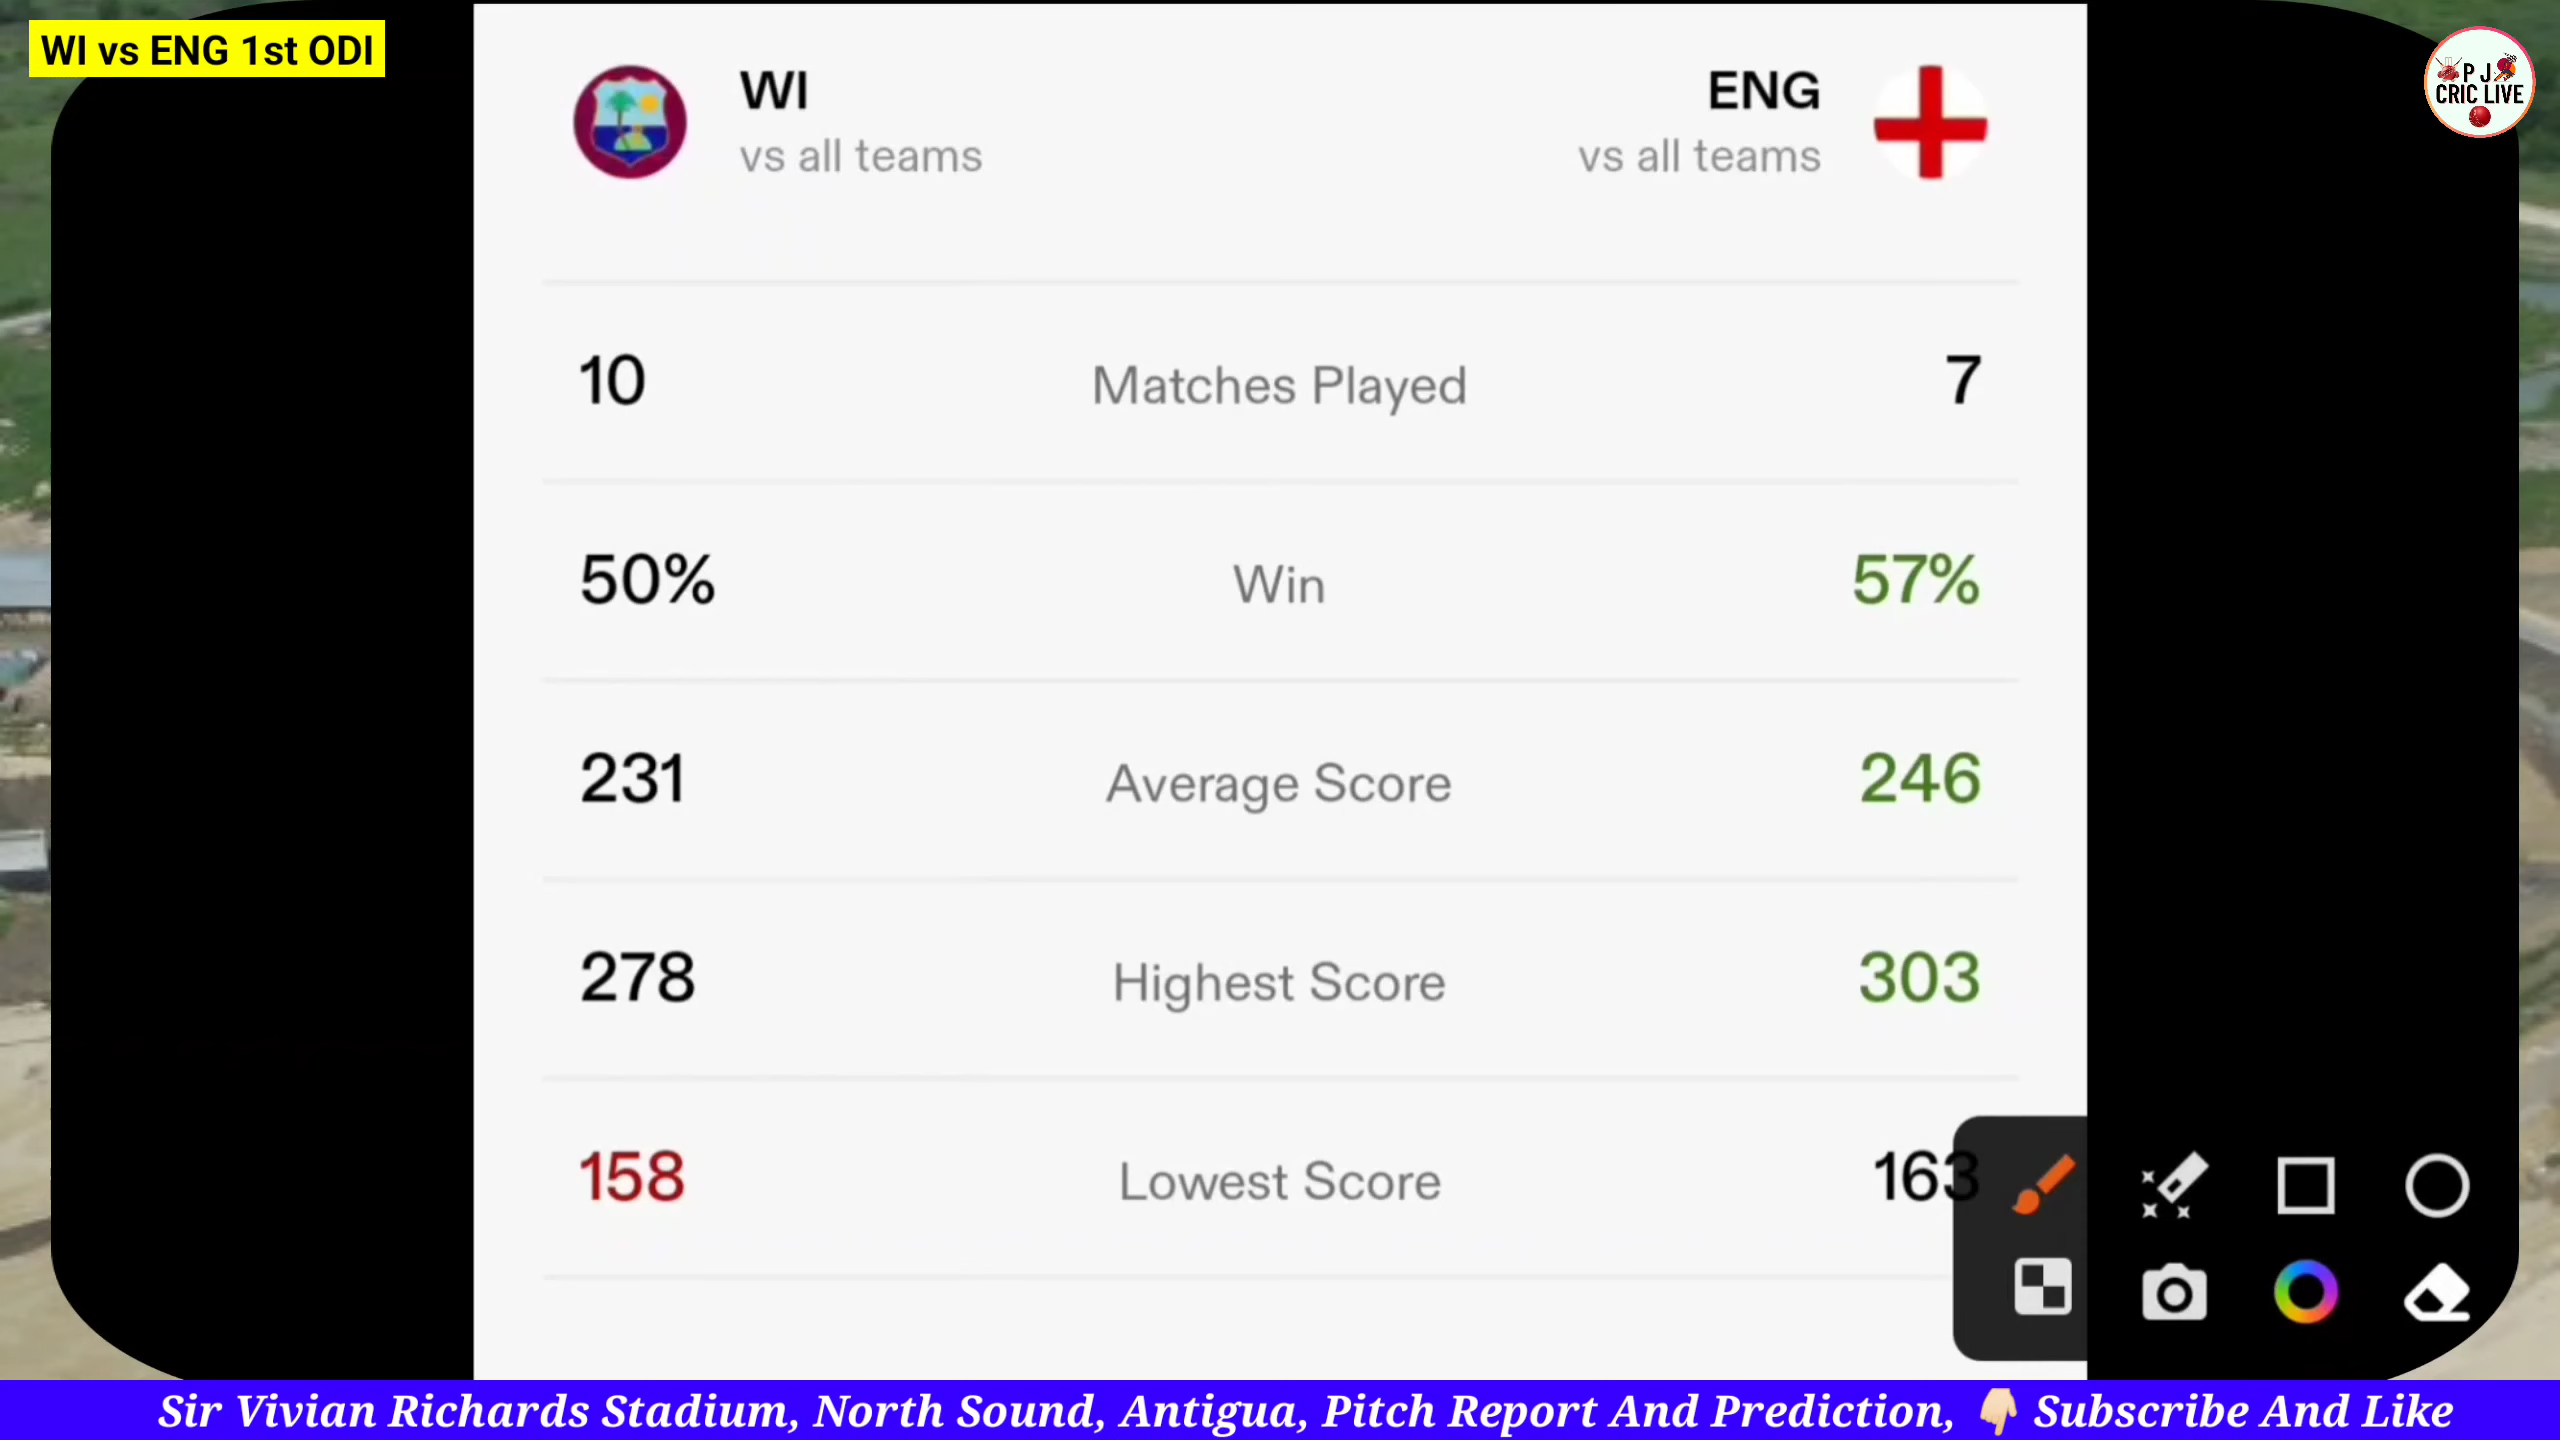 WI vs ENG 1st ODI
P J
CRIC LIVE
WI
vs all teams
ENG
vs all teams
10 Matches Played 7
50% Win 57%
231 Average Score 246
278 Highest Score 303
158 Lowest Score 163
Sir Vivian Richards Stadium, North Sound, Antigua, Pitch Report And Prediction, 👇🏻 Subscribe And Like